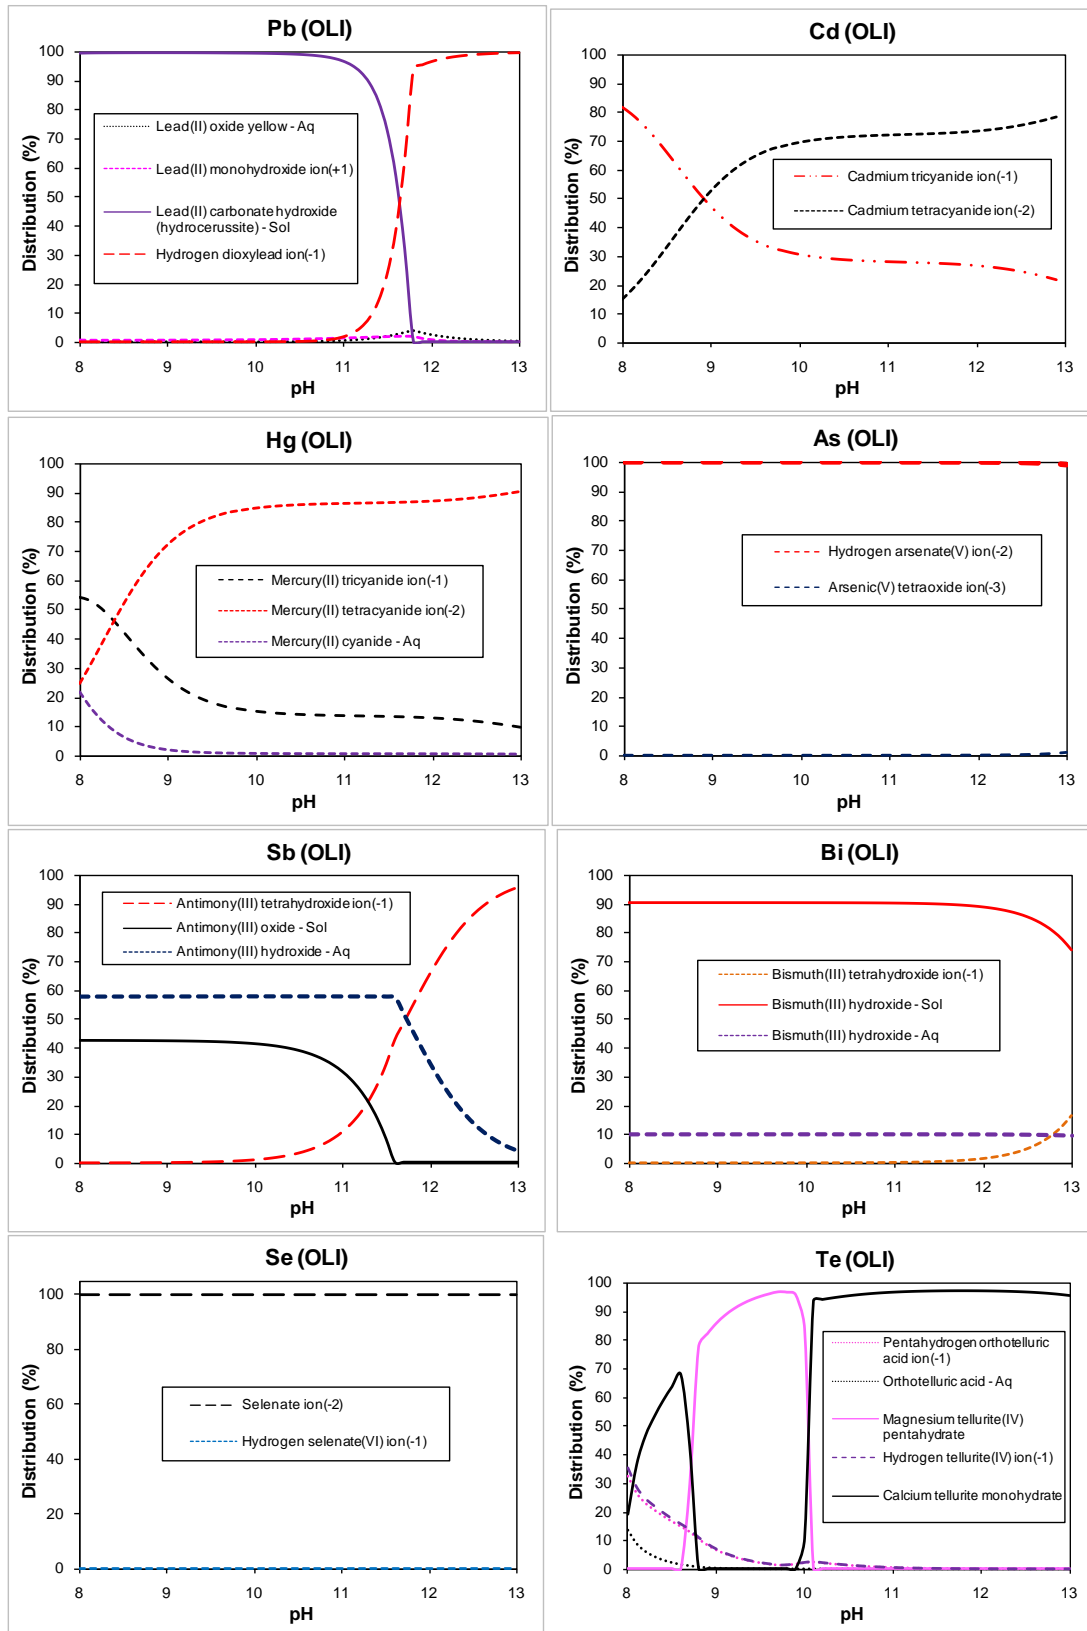 Pb (OLI)
100
90
80
70
60
50
40
30
20
10
0
Distribution (%)
Lead(II) oxide yellow - Aq
Lead(II) monohydroxide ion(+1)
Lead(II) carbonate hydroxide
(hydrocerussite) - Sol
Hydrogen dioxylead ion(-1)
8 9 10 11 12 13
pH
Cd (OLI)
100
90
80
70
60
50
40
30
20
10
0
Distribution (%)
Cadmium tricyanide ion(-1)
Cadmium tetracyanide ion(-2)
8 9 10 11 12 13
pH
Hg (OLI)
100
90
80
70
60
50
40
30
20
10
0
Distribution (%)
Mercury(II) tricyanide ion(-1)
Mercury(II) tetracyanide ion(-2)
Mercury(II) cyanide - Aq
8 9 10 11 12 13
pH
As (OLI)
100
90
80
70
60
50
40
30
20
10
0
Distribution (%)
Hydrogen arsenate(V) ion(-2)
Arsenic(V) tetraoxide ion(-3)
8 9 10 11 12 13
pH
Sb (OLI)
100
90
80
70
60
50
40
30
20
10
0
Distribution (%)
Antimony(III) tetrahydroxide ion(-1)
Antimony(III) oxide - Sol
Antimony(III) hydroxide - Aq
8 9 10 11 12 13
pH
Bi (OLI)
100
90
80
70
60
50
40
30
20
10
0
Distribution (%)
Bismuth(III) tetrahydroxide ion(-1)
Bismuth(III) hydroxide - Sol
Bismuth(III) hydroxide - Aq
8 9 10 11 12 13
pH
Se (OLI)
100
80
60
40
20
0
Distribution (%)
Selenate ion(-2)
Hydrogen selenate(VI) ion(-1)
8 9 10 11 12 13
pH
Te (OLI)
100
90
80
70
60
50
40
30
20
10
0
Distribution (%)
Pentahydrogen orthotelluric
acid ion(-1)
Orthotelluric acid - Aq
Magnesium tellurite(IV)
pentahydrate
Hydrogen tellurite(IV) ion(-1)
Calcium tellurite monohydrate
8 9 10 11 12 13
pH